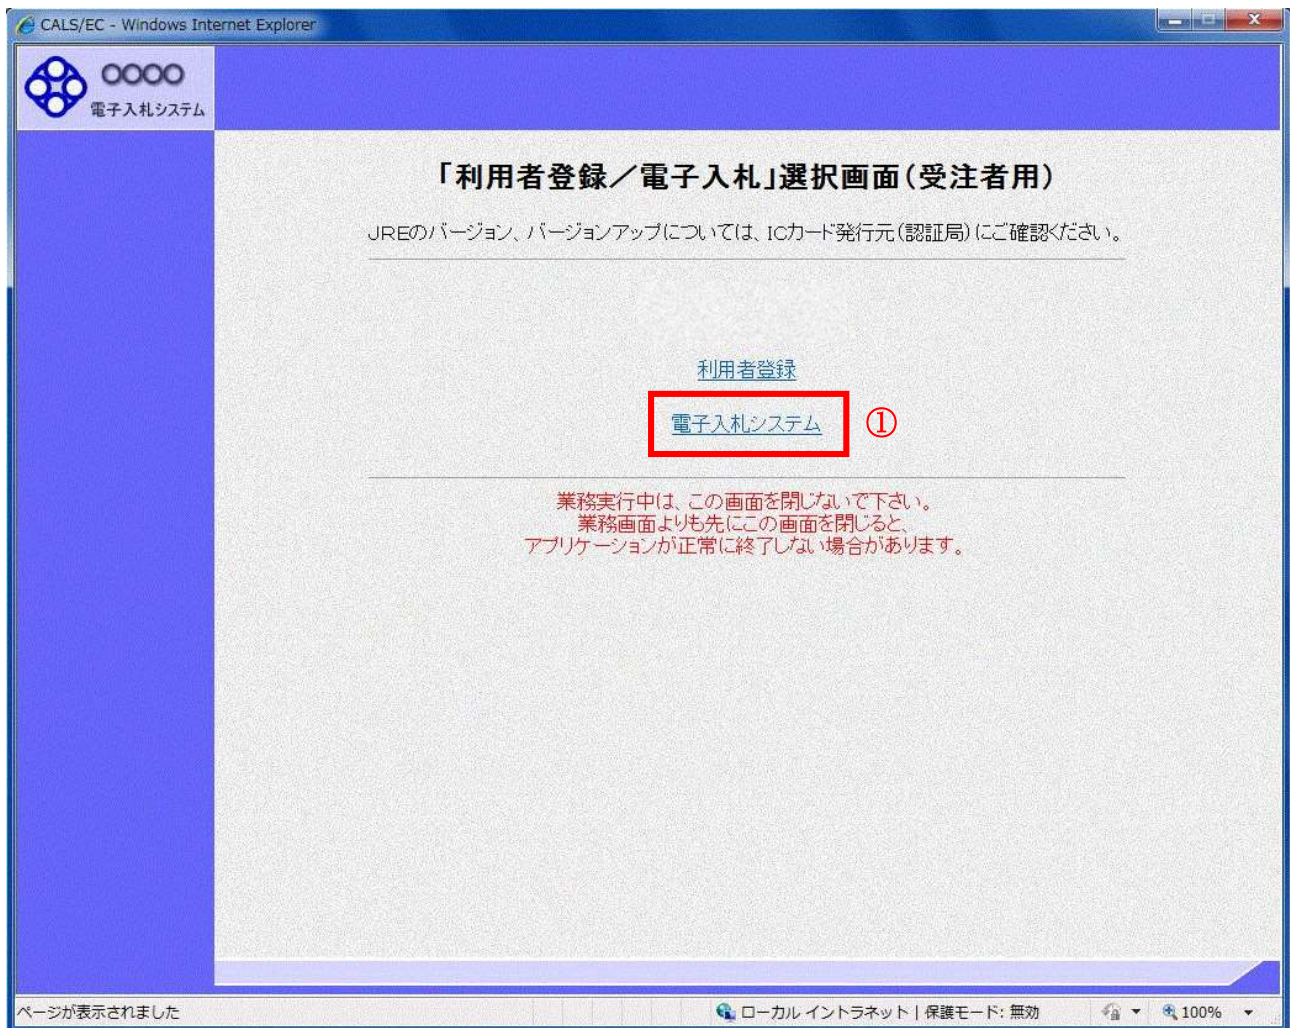 CALS/EC - Windows Internet Explorer
○○○○
電子入札システム
「利用者登録／電子入札」選択画面（受注者用）
JREのバージョン、バージョンアップについては、ICカード発行元（認証局）にご確認ください。
利用者登録
電子入札システム ①
業務実行中は、この画面を閉じないで下さい。
業務画面よりも先にこの画面を閉じると、
アプリケーションが正常に終了しない場合があります。
ページが表示されました ローカル イントラネット | 保護モード: 無効 100%